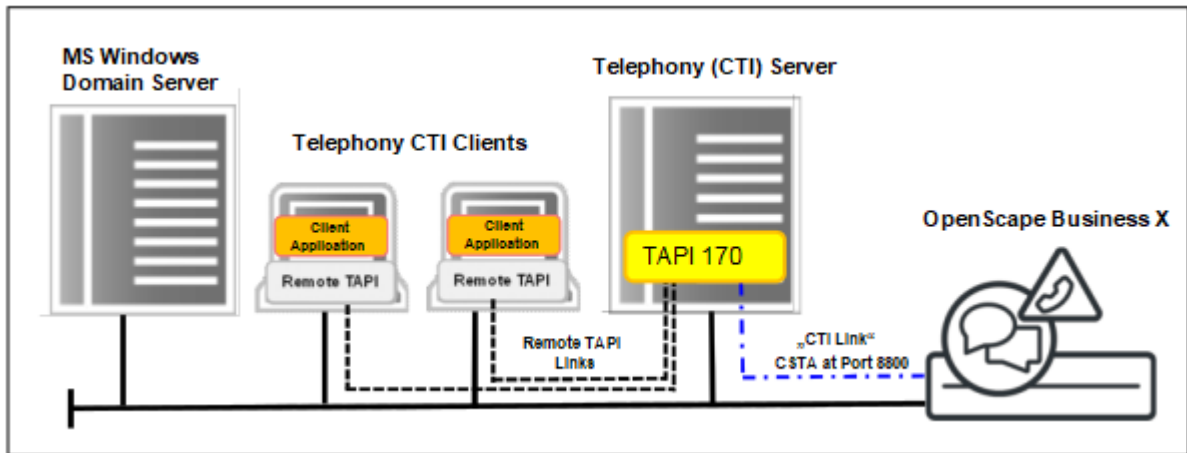 MS Windows
Domain Server
Telephony (CTI) Server
Telephony CTI Clients
Client
Application
Remote TAPI
Client
Application
Remote TAPI
TAPI 170
OpenScape Business X
Remote TAPI
Links
„CTI Link“
CSTA at Port 8800